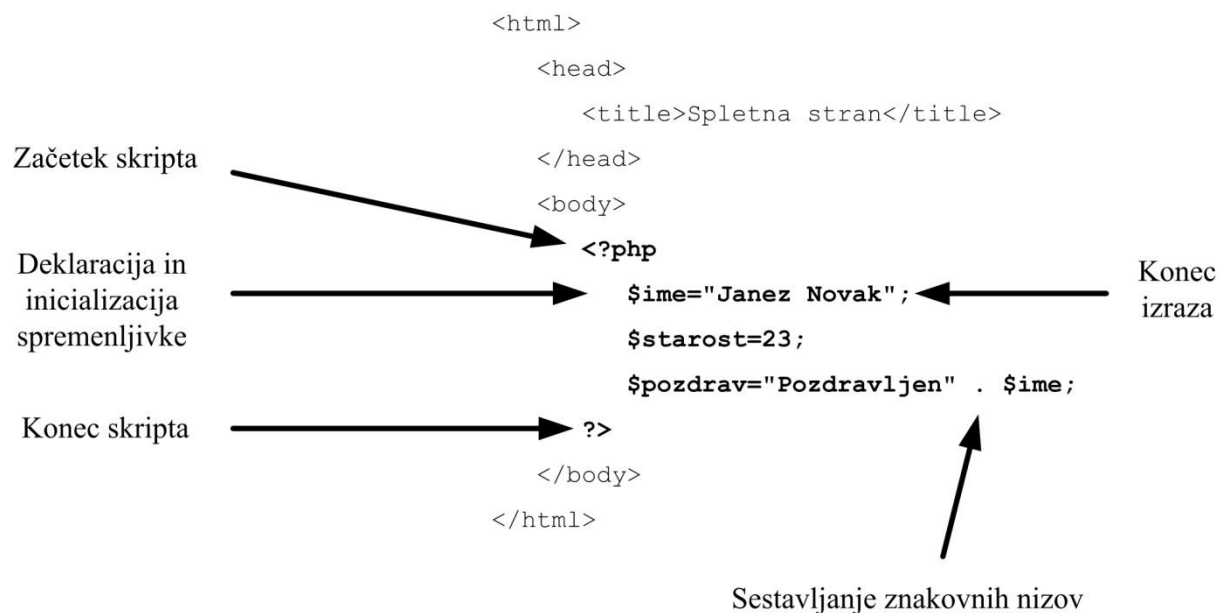 <html>
<head>
<title>Spletna stran</title>
Začetek skripta
</head>
<body>
<?php
Deklaracija in
inicializacija
spremenljivke
$ime="Janez Novak";
Konec
izraza
$starost=23;
$pozdrav="Pozdravljen" . $ime;
Konec skripta
?>
</body>
</html>
Sestavljanje znakovnih nizov